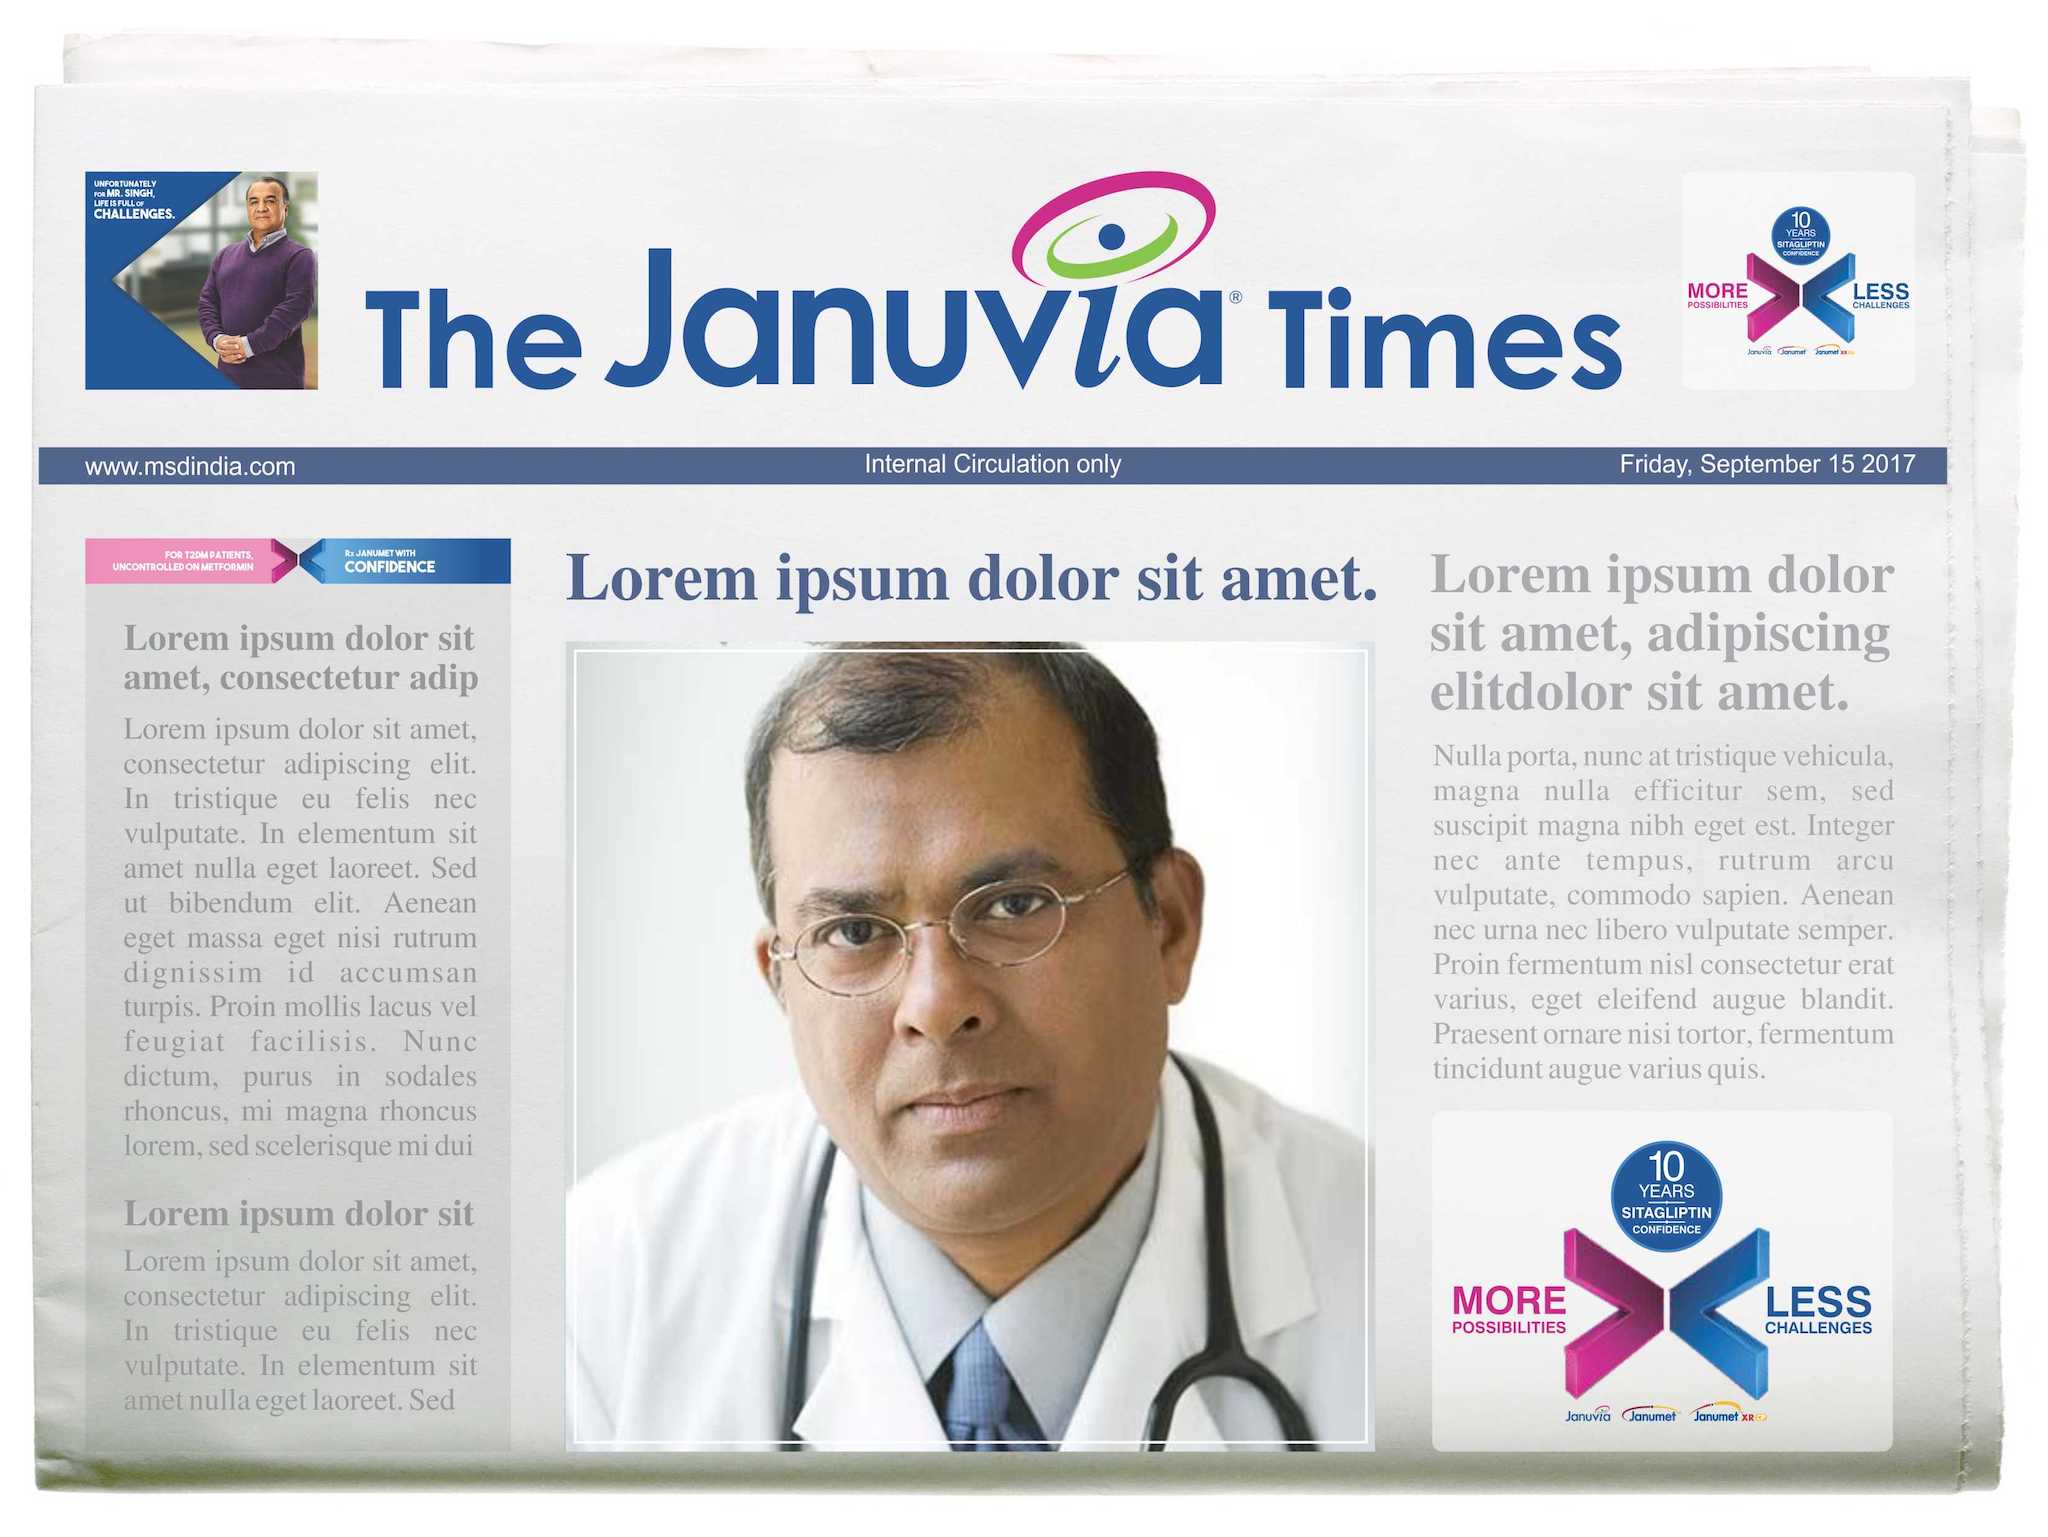 UNFORTUNATELY
FOR MR. SINGH,
LIFE IS FULL OF
CHALLENGES.
The Januvia® Times
10
YEARS
SITAGLIPTIN
CONFIDENCE
MORE
POSSIBILITIES
LESS
CHALLENGES
Januvia Janumet Janumet XR CP
www.msdindia.com
Internal Circulation only
Friday, September 15 2017
FOR T2DM PATIENTS,
UNCONTROLLED ON METFORMIN
Rx JANUMET WITH
CONFIDENCE
Lorem ipsum dolor sit
amet, consectetur adip
Lorem ipsum dolor sit amet,
consectetur adipiscing elit.
In tristique eu felis nec
vulputate. In elementum sit
amet nulla eget laoreet. Sed
ut bibendum elit. Aenean
eget massa eget nisi rutrum
dignissim id accumsan
turpis. Proin mollis lacus vel
feugiat facilisis. Nunc
dictum, purus in sodales
rhoncus, mi magna rhoncus
lorem, sed scelerisque mi dui
Lorem ipsum dolor sit
Lorem ipsum dolor sit amet,
consectetur adipiscing elit.
In tristique eu felis nec
vulputate. In elementum sit
amet nulla eget laoreet. Sed
Lorem ipsum dolor sit amet.
Lorem ipsum dolor
sit amet, adipiscing
elitdolor sit amet.
Nulla porta, nunc at tristique vehicula,
magna nulla efficitur sem, sed
suscipit magna nibh eget est. Integer
nec ante tempus, rutrum arcu
vulputate, commodo sapien. Aenean
nec urna nec libero vulputate semper.
Proin fermentum nisl consectetur erat
varius, eget eleifend augue blandit.
Praesent ornare nisi tortor, fermentum
tincidunt augue varius quis.
10
YEARS
SITAGLIPTIN
CONFIDENCE
MORE
POSSIBILITIES
LESS
CHALLENGES
Januvia Janumet Janumet XR CP